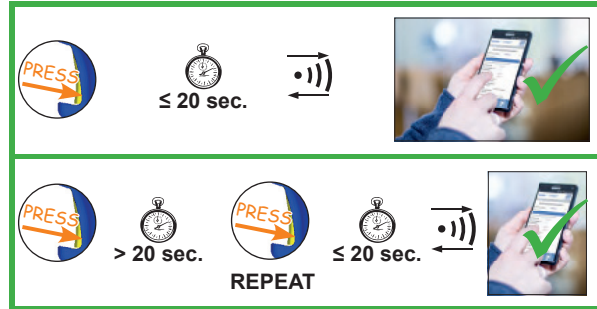 PRESS
≤ 20 sec.
PRESS
PRESS
> 20 sec.
≤ 20 sec.
REPEAT